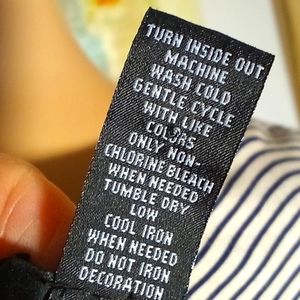 TURN INSIDE OUT
MACHINE
WASH COLD
GENTLE CYCLE
WITH LIKE
COLORS
ONLY NON-
CHLORINE BLEACH
WHEN NEEDED
TUMBLE DRY
LOW
COOL IRON
WHEN NEEDED
DO NOT IRON
DECORATION